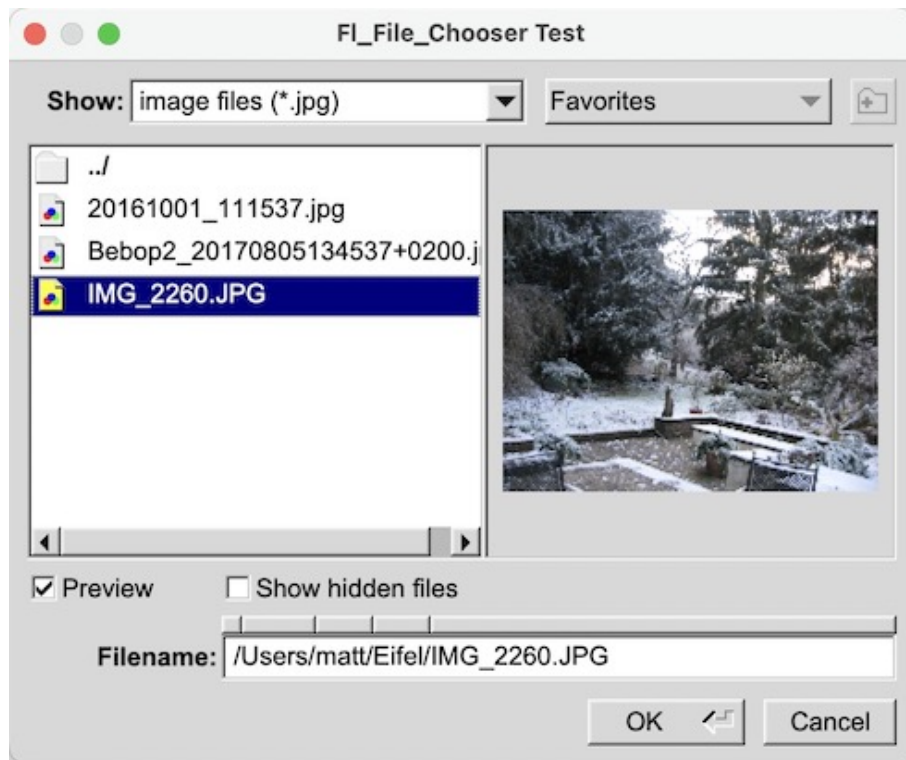 Fl_File_Chooser Test
Show: image files (*.jpg) Favorites
../
20161001_111537.jpg
Bebop2_20170805134537+0200.j
IMG_2260.JPG
Preview Show hidden files
Filename: /Users/matt/Eifel/IMG_2260.JPG
OK Cancel